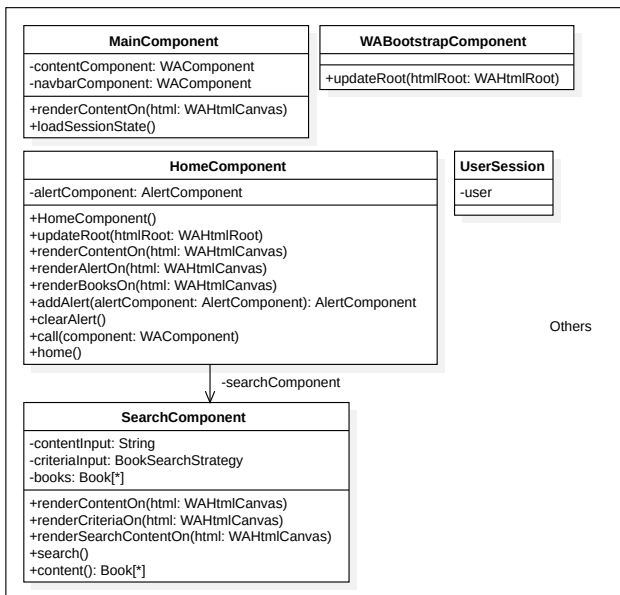 MainComponent
-contentComponent: WAComponent
-navbarComponent: WAComponent
+renderContentOn(html: WAHtmlCanvas)
+loadSessionState()
WABootstrapComponent
+updateRoot(htmlRoot: WAHtmlRoot)
HomeComponent
-alertComponent: AlertComponent
+HomeComponent()
+updateRoot(htmlRoot: WAHtmlRoot)
+renderContentOn(html: WAHtmlCanvas)
+renderAlertOn(html: WAHtmlCanvas)
+renderBooksOn(html: WAHtmlCanvas)
+addAlert(alertComponent: AlertComponent): AlertComponent
+clearAlert()
+call(component: WAComponent)
+home()
UserSession
-user
Others
-searchComponent
SearchComponent
-contentInput: String
-criteriaInput: BookSearchStrategy
-books: Book[*]
+renderContentOn(html: WAHtmlCanvas)
+renderCriteriaOn(html: WAHtmlCanvas)
+renderSearchContentOn(html: WAHtmlCanvas)
+search()
+content(): Book[*]